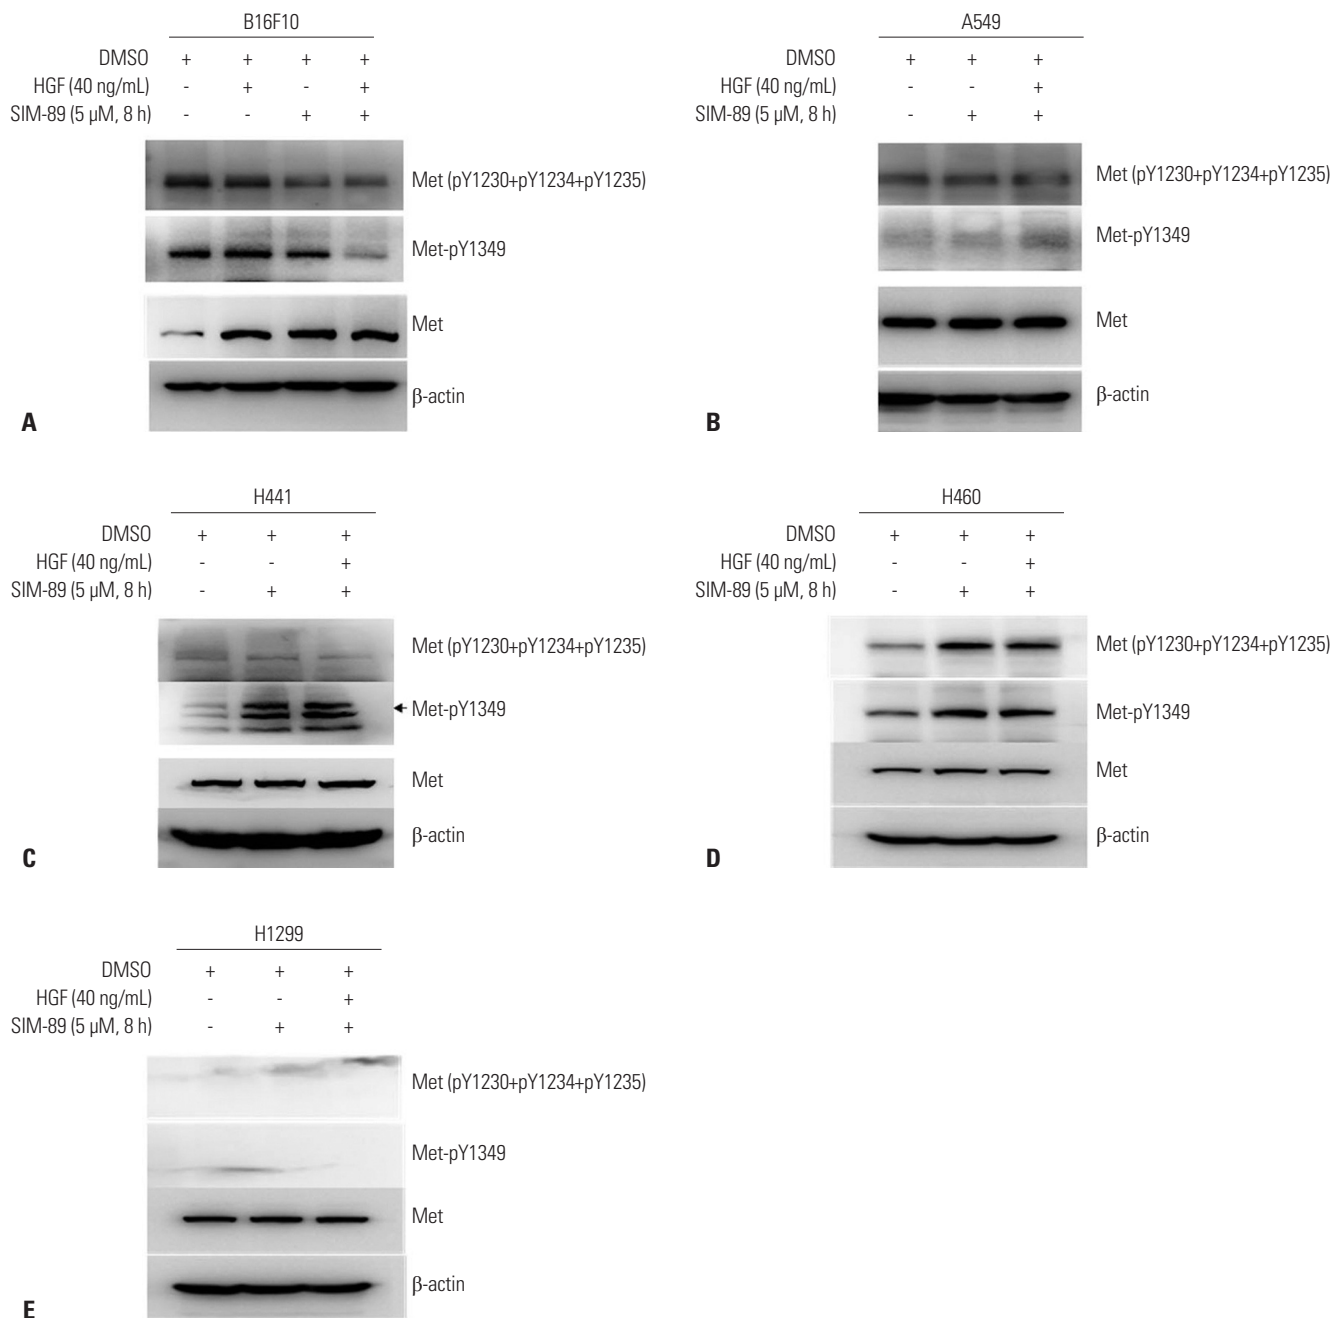 B16F10
DMSO + + + +
HGF (40 ng/mL) - + - +
SIM-89 (5 µM, 8 h) - - + +
Met (pY1230+pY1234+pY1235)
Met-pY1349
Met
β-actin
A
A549
DMSO + + +
HGF (40 ng/mL) - - +
SIM-89 (5 µM, 8 h) - + +
Met (pY1230+pY1234+pY1235)
Met-pY1349
Met
β-actin
B
H441
DMSO + + +
HGF (40 ng/mL) - - +
SIM-89 (5 µM, 8 h) - + +
Met (pY1230+pY1234+pY1235)
Met-pY1349
Met
β-actin
C
H460
DMSO + + +
HGF (40 ng/mL) - - +
SIM-89 (5 µM, 8 h) - + +
Met (pY1230+pY1234+pY1235)
Met-pY1349
Met
β-actin
D
H1299
DMSO + + +
HGF (40 ng/mL) - - +
SIM-89 (5 µM, 8 h) - + +
Met (pY1230+pY1234+pY1235)
Met-pY1349
Met
β-actin
E